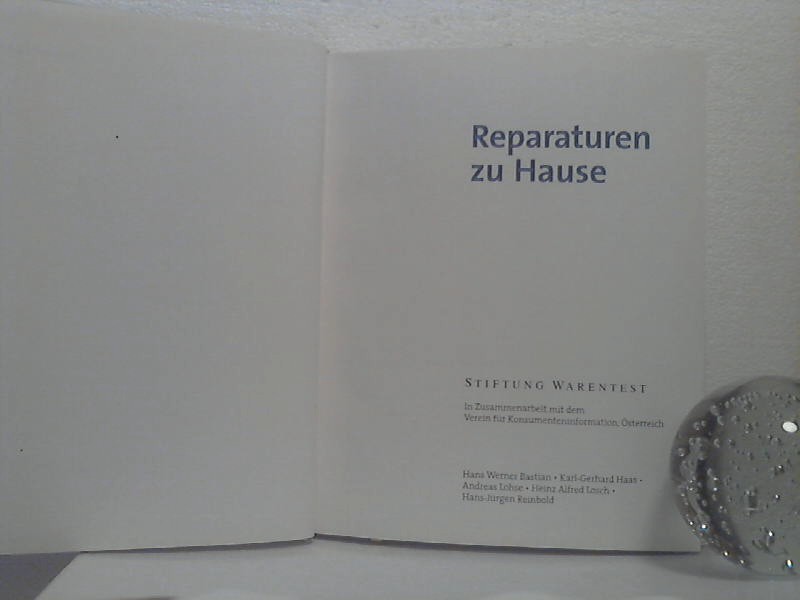 Reparaturen
zu Hause
STIFTUNG WARENTEST
In Zusammenarbeit mit dem
Verein für Konsumenteninformation, Österreich
Hans Werner Bastian • Karl-Gerhard Haas •
Andreas Lohse • Heinz Alfred Losch •
Hans-Jürgen Reinbold